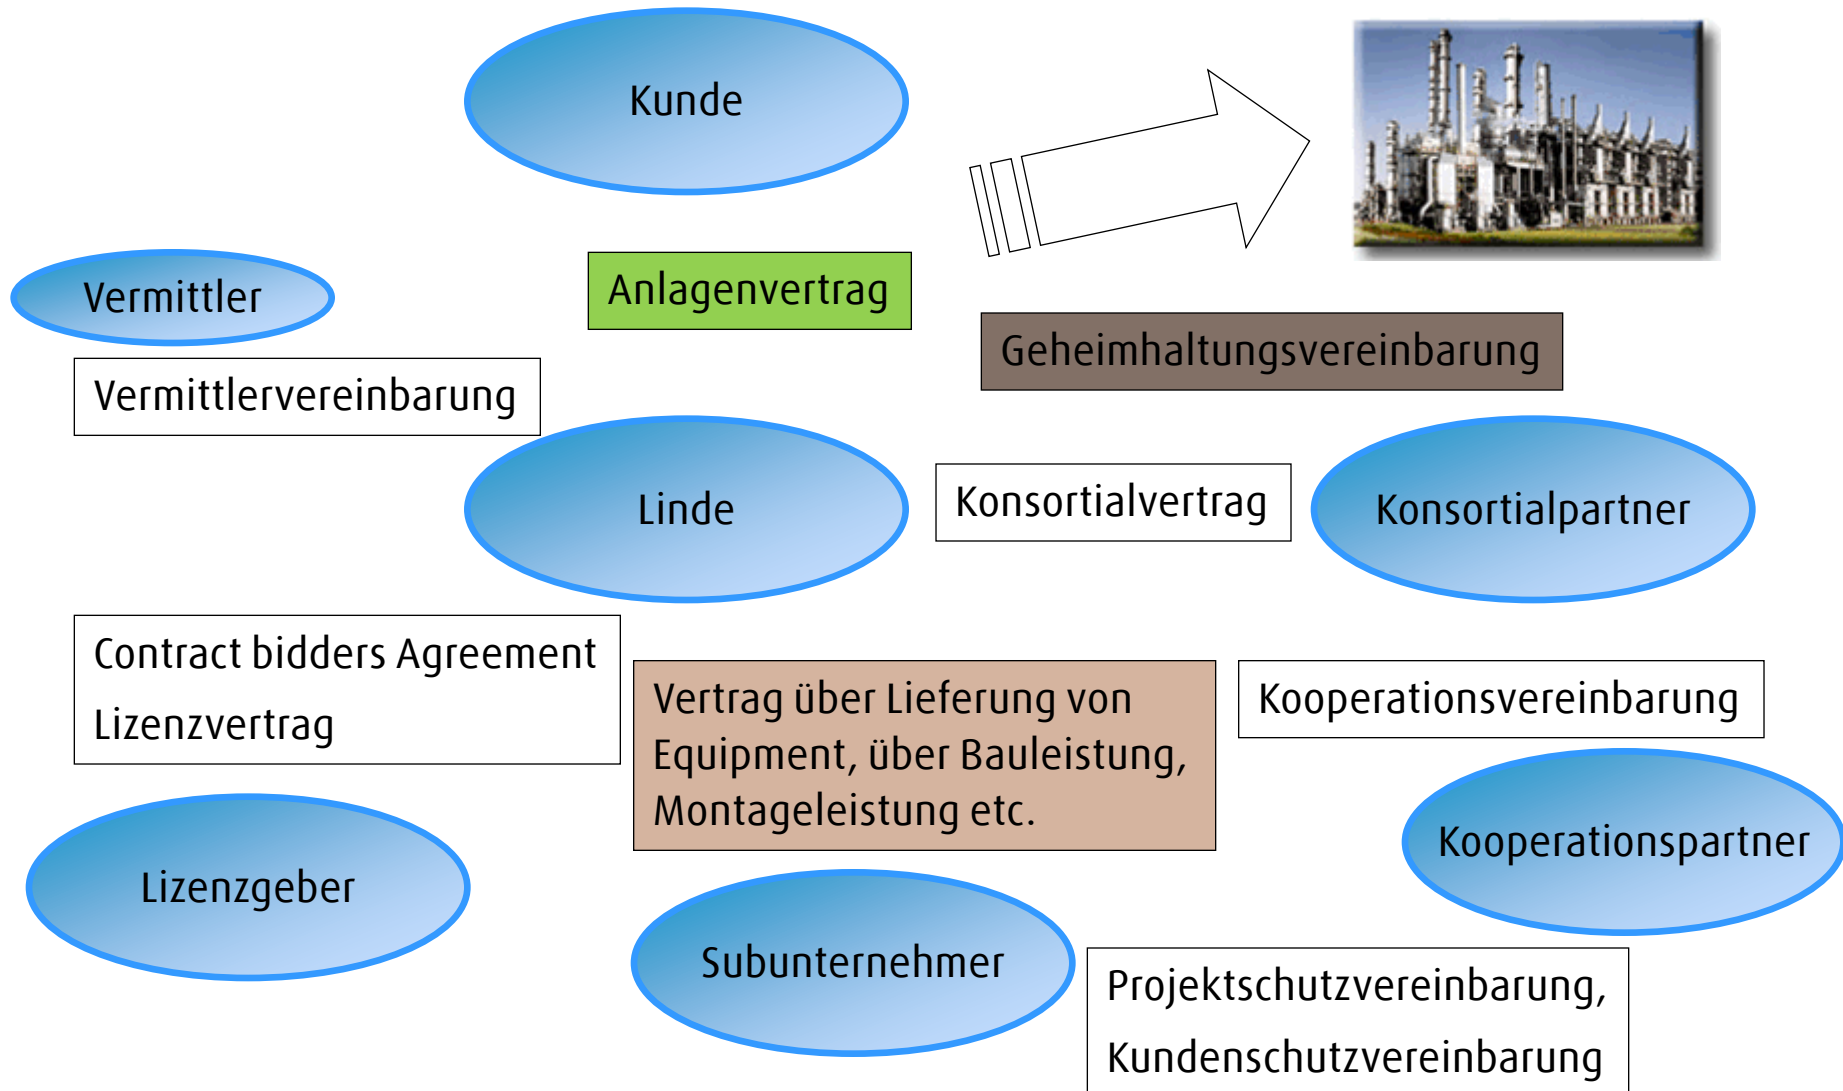 Kunde
Vermittler
Anlagenvertrag
Geheimhaltungsvereinbarung
Vermittlervereinbarung
Linde
Konsortialvertrag
Konsortialpartner
Contract bidders Agreement
Lizenzvertrag
Vertrag über Lieferung von
Equipment, über Bauleistung,
Montageleistung etc.
Kooperationsvereinbarung
Kooperationspartner
Lizenzgeber
Subunternehmer
Projektschutzvereinbarung,
Kundenschutzvereinbarung